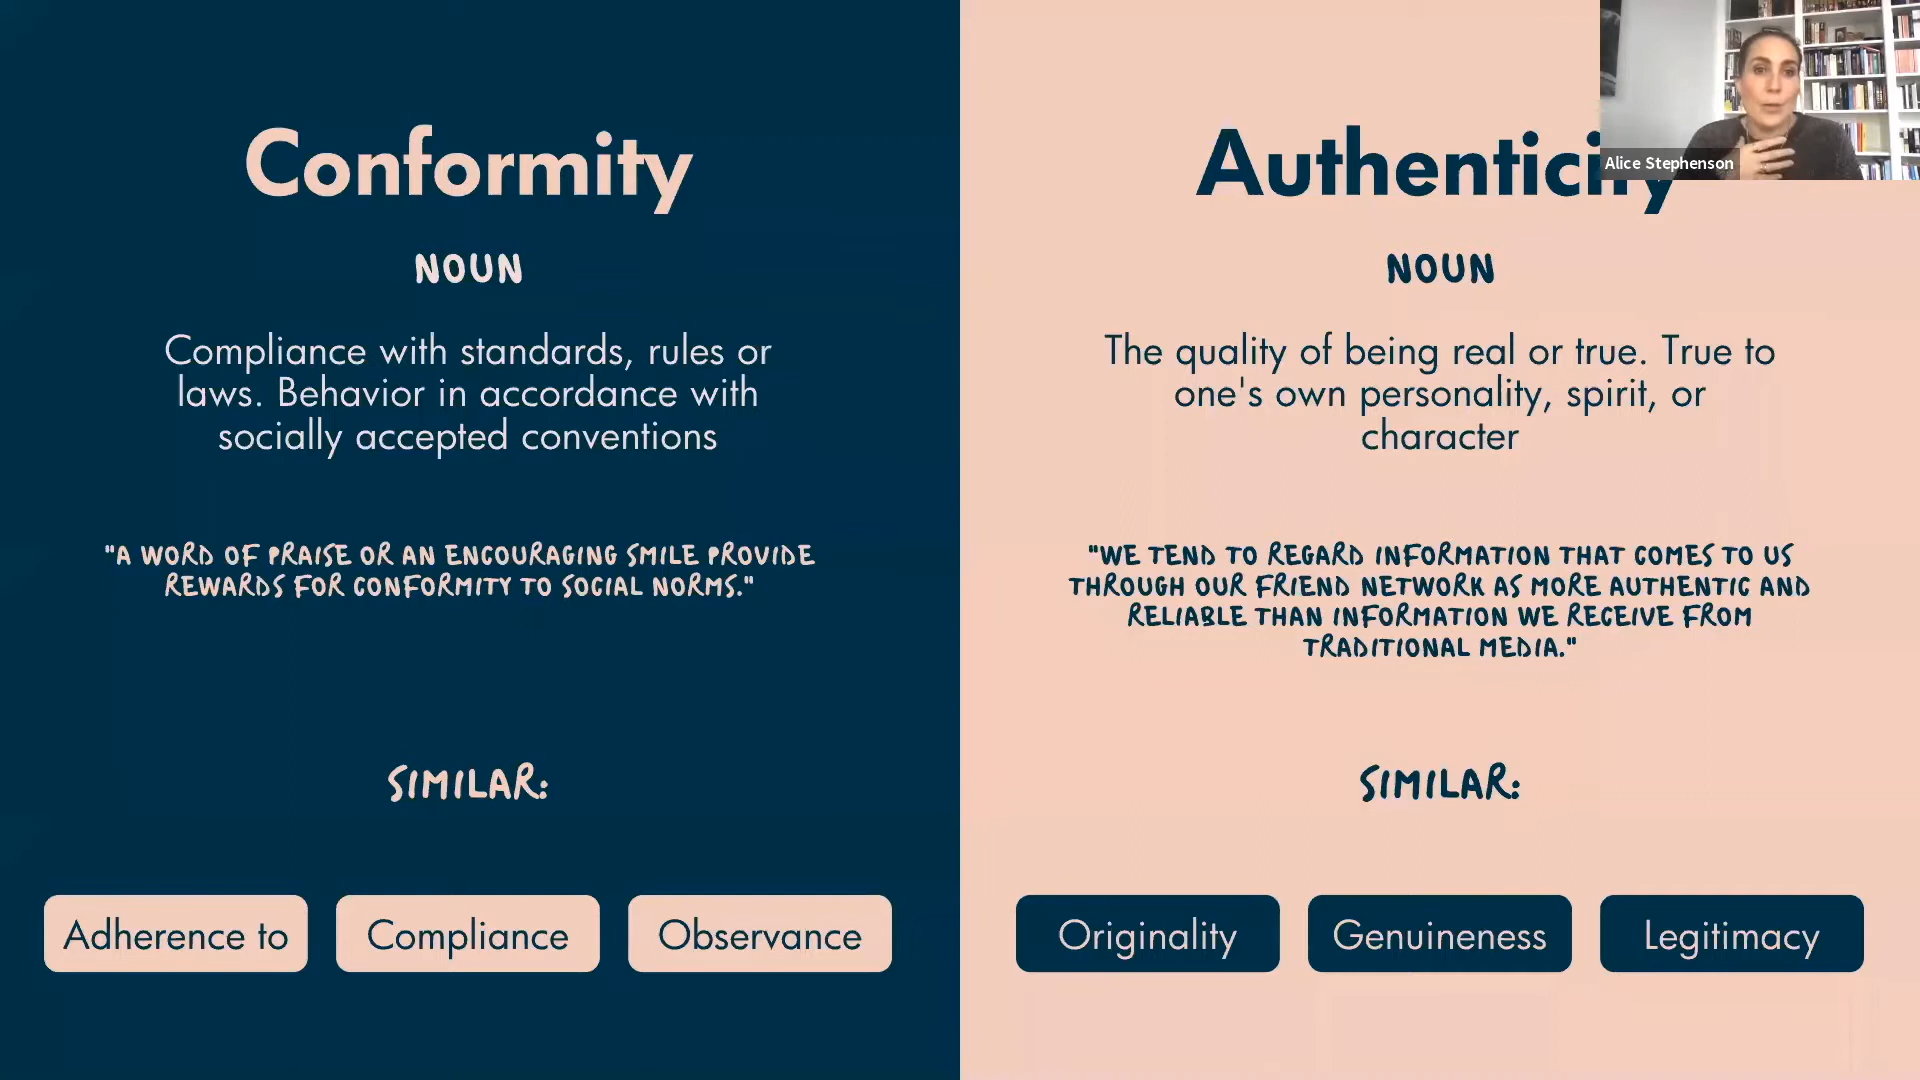 Conformity
NOUN
Compliance with standards, rules or
laws. Behavior in accordance with
socially accepted conventions
"A WORD OF PRAISE OR AN ENCOURAGING SMILE PROVIDE
REWARDS FOR CONFORMITY TO SOCIAL NORMS."
SIMILAR:
Adherence to
Compliance
Observance
Authenticity
NOUN
The quality of being real or true. True to
one's own personality, spirit, or
character
"WE TEND TO REGARD INFORMATION THAT COMES TO US
THROUGH OUR FRIEND NETWORK AS MORE AUTHENTIC AND
RELIABLE THAN INFORMATION WE RECEIVE FROM
TRADITIONAL MEDIA."
SIMILAR:
Originality
Genuineness
Legitimacy
Alice Stephenson